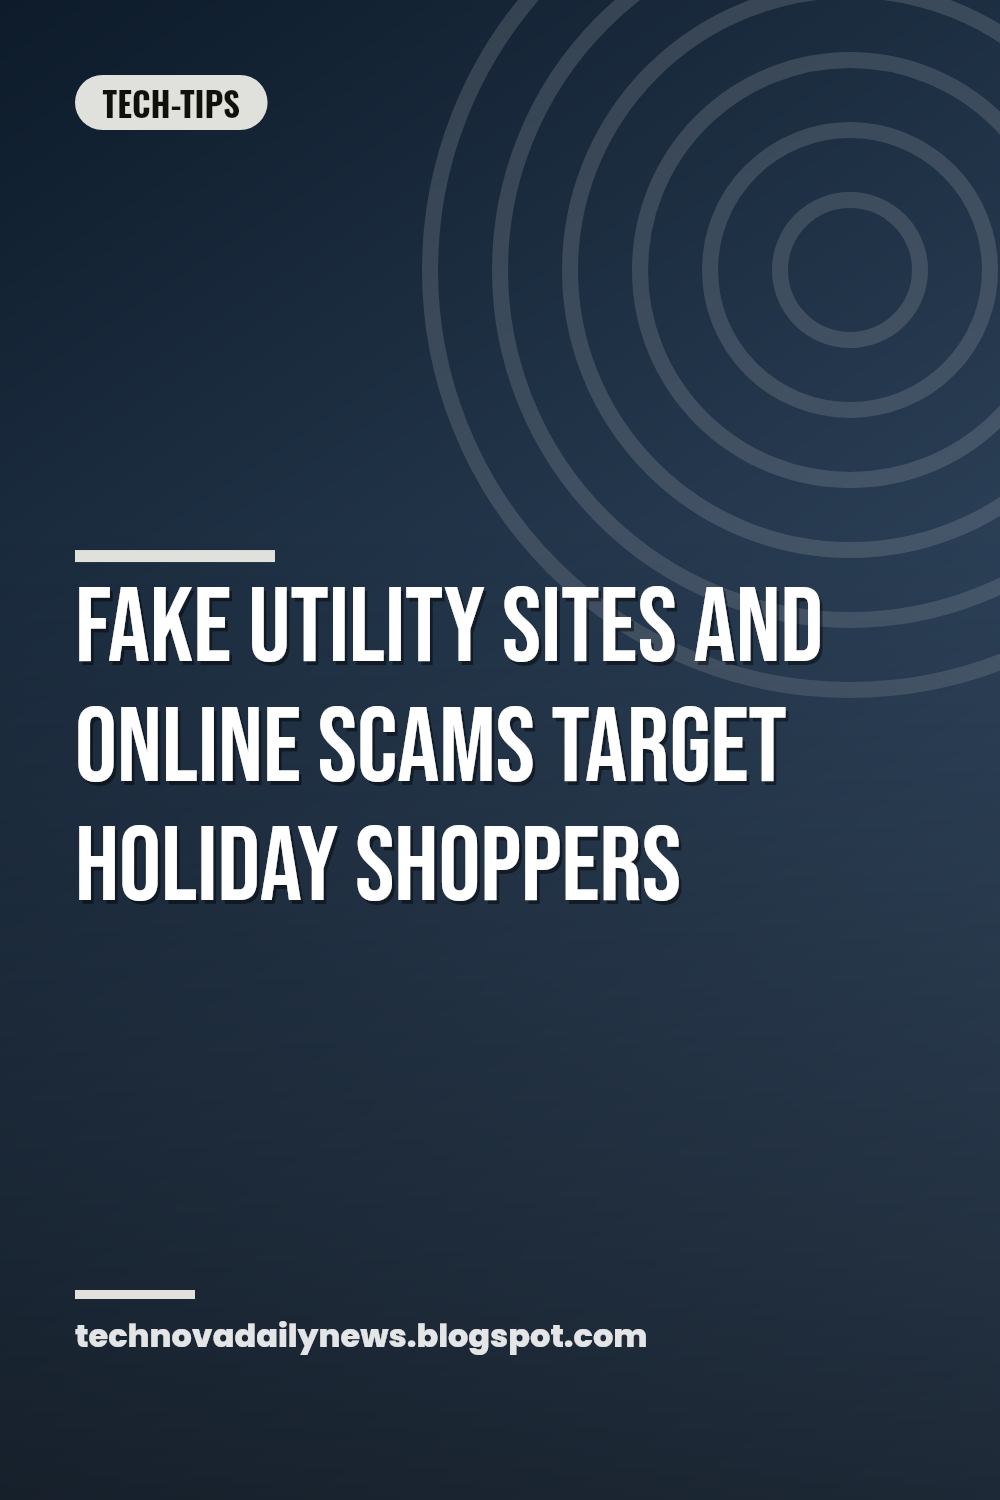 TECH-TIPS
FAKE UTILITY SITES AND
ONLINE SCAMS TARGET
HOLIDAY SHOPPERS
technovadailynews.blogspot.com